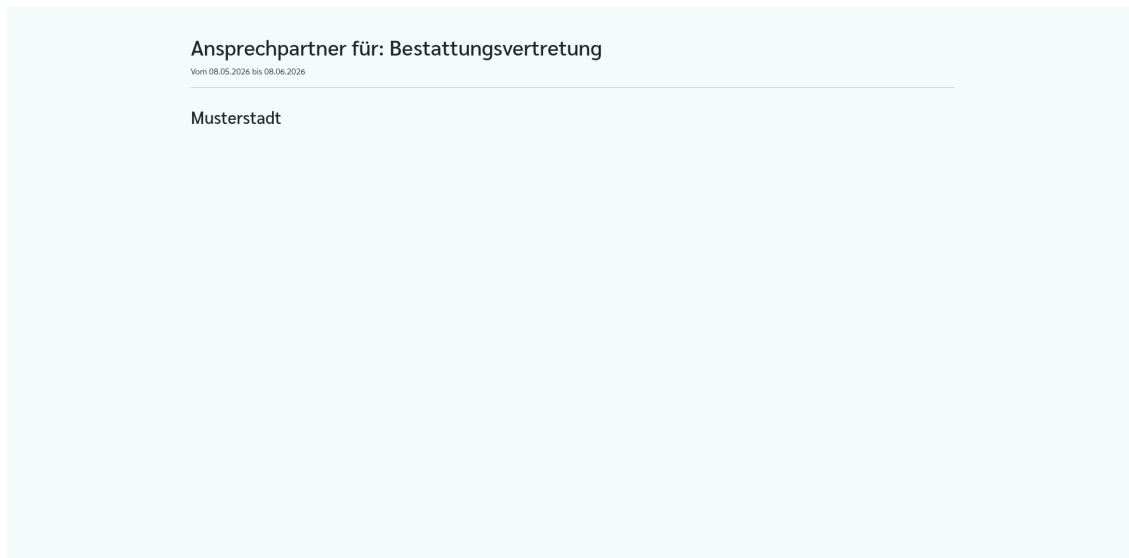 Ansprechpartner für: Bestattungsvertretung
Vom 08.05.2026 bis 08.06.2026
Musterstadt